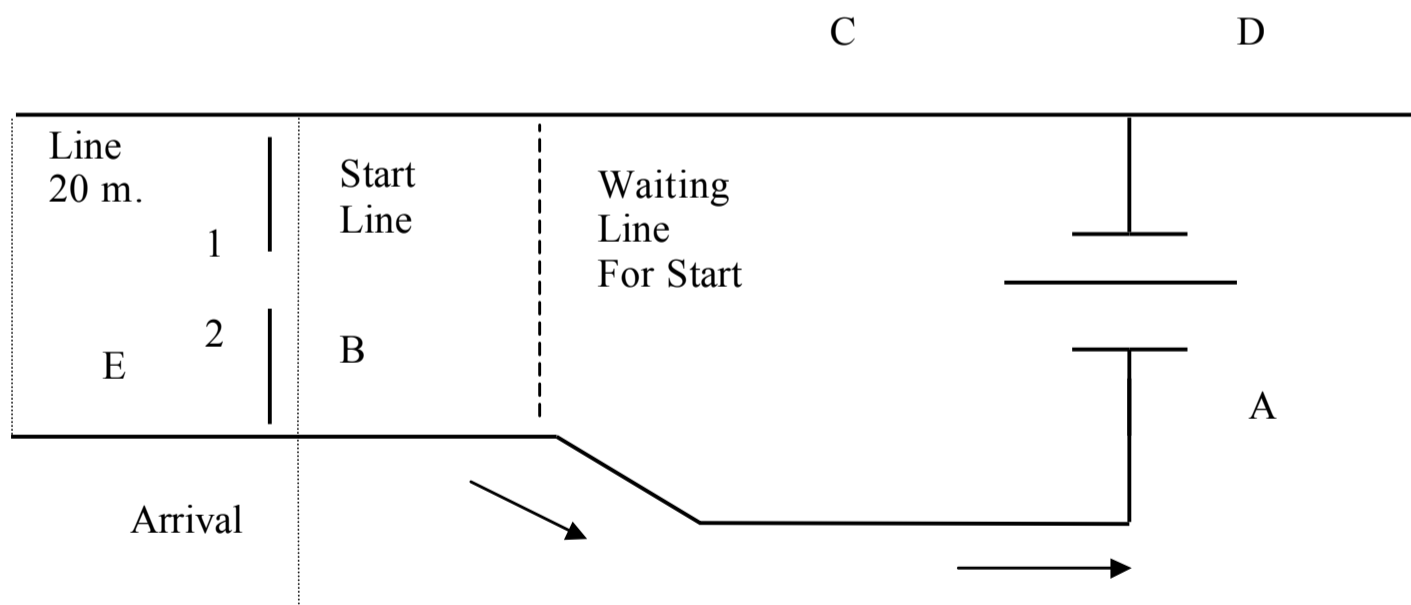 C
D
Line
20 m.
1
2
E
Start
Line
B
Waiting
Line
For Start
A
Arrival